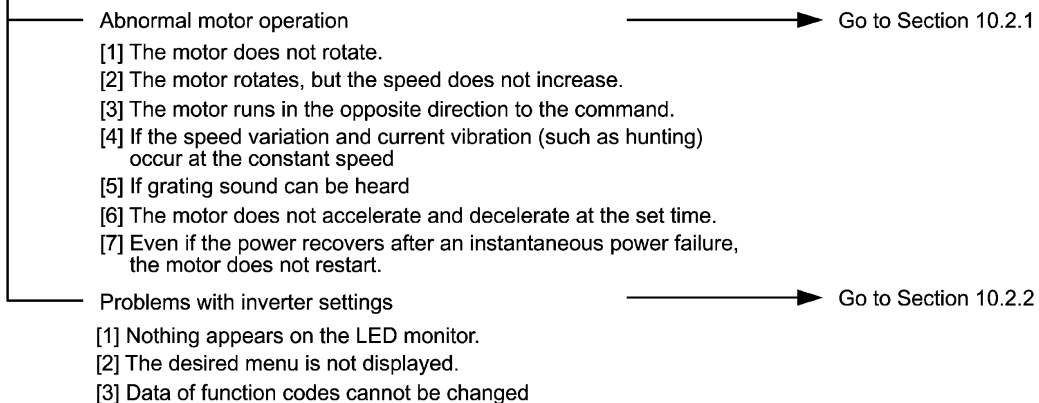 Abnormal motor operation Go to Section 10.2.1
[1] The motor does not rotate.
[2] The motor rotates, but the speed does not increase.
[3] The motor runs in the opposite direction to the command.
[4] If the speed variation and current vibration (such as hunting)
occur at the constant speed
[5] If grating sound can be heard
[6] The motor does not accelerate and decelerate at the set time.
[7] Even if the power recovers after an instantaneous power failure,
the motor does not restart.
Problems with inverter settings Go to Section 10.2.2
[1] Nothing appears on the LED monitor.
[2] The desired menu is not displayed.
[3] Data of function codes cannot be changed